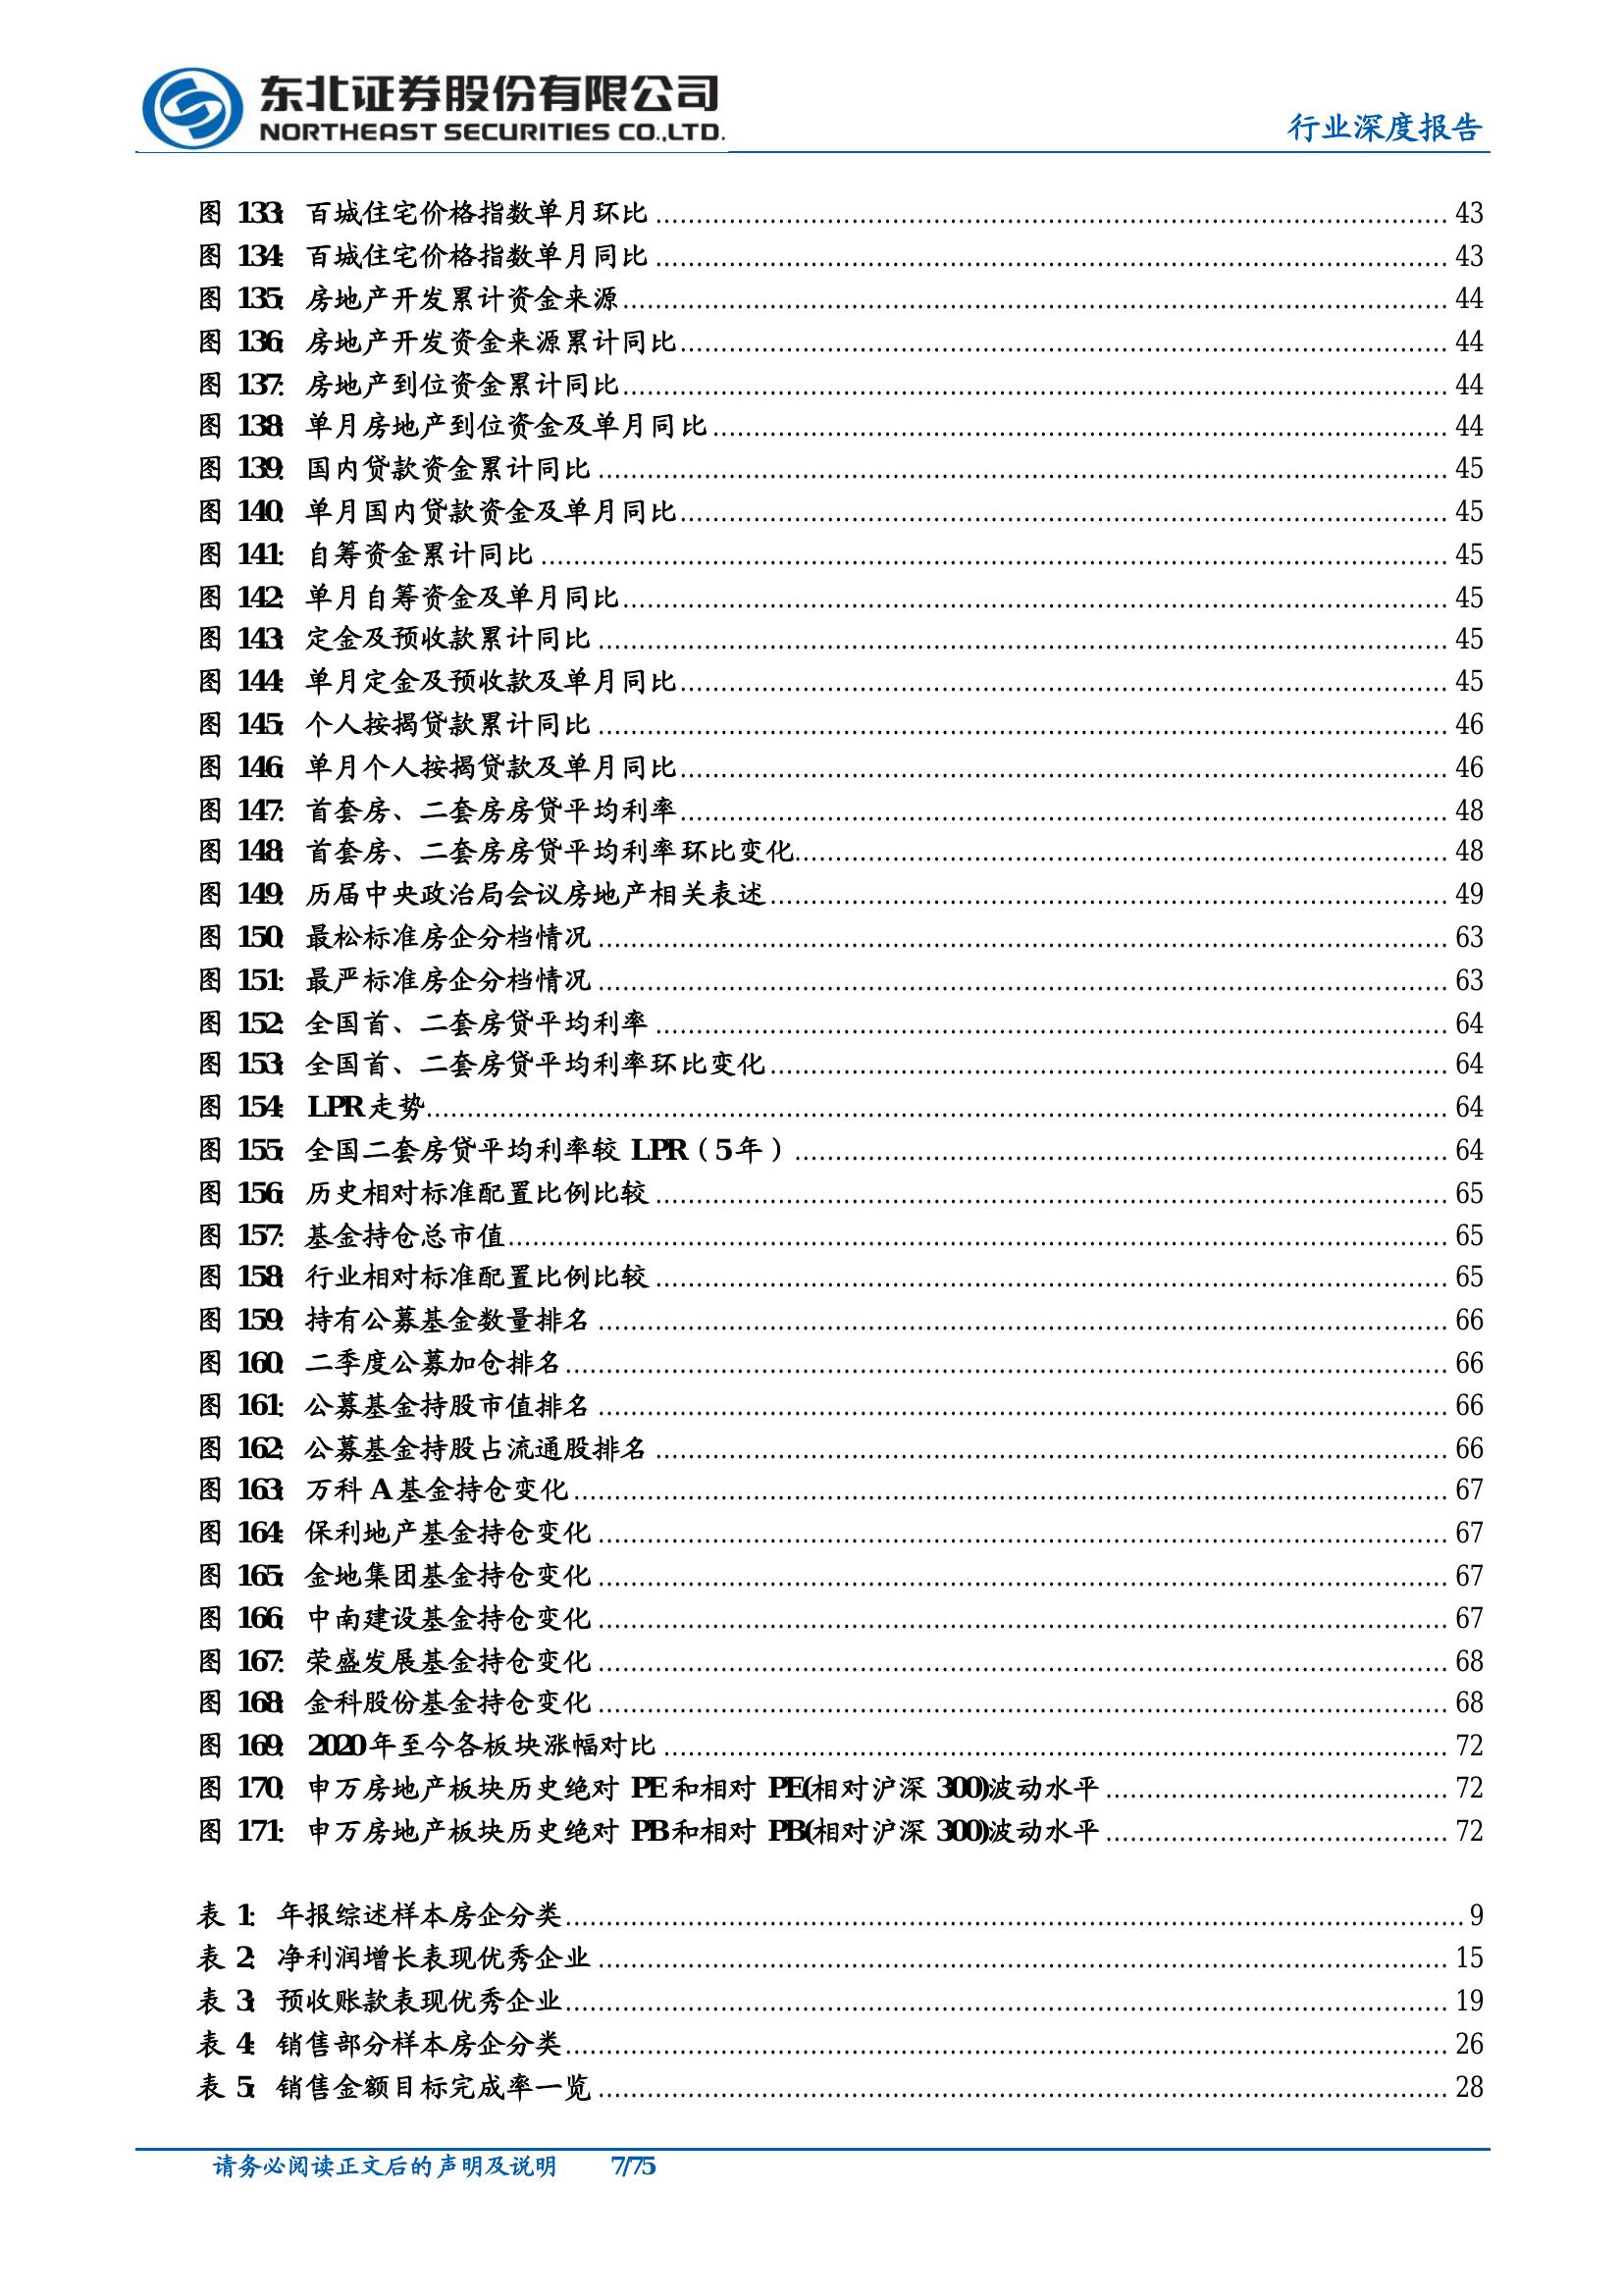 东北证券股份有限公司
NORTHEAST SECURITIES CO.,LTD.
行业深度报告
图 133: 百城住宅价格指数单月环比 43
图 134: 百城住宅价格指数单月同比 43
图 135: 房地产开发累计资金来源 44
图 136: 房地产开发资金来源累计同比 44
图 137: 房地产到位资金累计同比 44
图 138: 单月房地产到位资金及单月同比 44
图 139: 国内贷款资金累计同比 45
图 140: 单月国内贷款资金及单月同比 45
图 141: 自筹资金累计同比 45
图 142: 单月自筹资金及单月同比 45
图 143: 定金及预收款累计同比 45
图 144: 单月定金及预收款及单月同比 45
图 145: 个人按揭贷款累计同比 46
图 146: 单月个人按揭贷款及单月同比 46
图 147: 首套房、二套房房贷平均利率 48
图 148: 首套房、二套房房贷平均利率环比变化 48
图 149: 历届中央政治局会议房地产相关表述 49
图 150: 最松标准房企分档情况 63
图 151: 最严标准房企分档情况 63
图 152: 全国首、二套房贷平均利率 64
图 153: 全国首、二套房贷平均利率环比变化 64
图 154: LPR 走势 64
图 155: 全国二套房贷平均利率较 LPR（5 年） 64
图 156: 历史相对标准配置比例比较 65
图 157: 基金持仓总市值 65
图 158: 行业相对标准配置比例比较 65
图 159: 持有公募基金数量排名 66
图 160: 二季度公募加仓排名 66
图 161: 公募基金持股市值排名 66
图 162: 公募基金持股占流通股排名 66
图 163: 万科 A 基金持仓变化 67
图 164: 保利地产基金持仓变化 67
图 165: 金地集团基金持仓变化 67
图 166: 中南建设基金持仓变化 67
图 167: 荣盛发展基金持仓变化 68
图 168: 金科股份基金持仓变化 68
图 169: 2020 年至今各板块涨幅对比 72
图 170: 申万房地产板块历史绝对 PE 和相对 PE(相对沪深 300)波动水平 72
图 171: 申万房地产板块历史绝对 PB 和相对 PB(相对沪深 300)波动水平 72
表 1: 年报综述样本房企分类 9
表 2: 净利润增长表现优秀企业 15
表 3: 预收账款表现优秀企业 19
表 4: 销售部分样本房企分类 26
表 5: 销售金额目标完成率一览 28
请务必阅读正文后的声明及说明 7/75